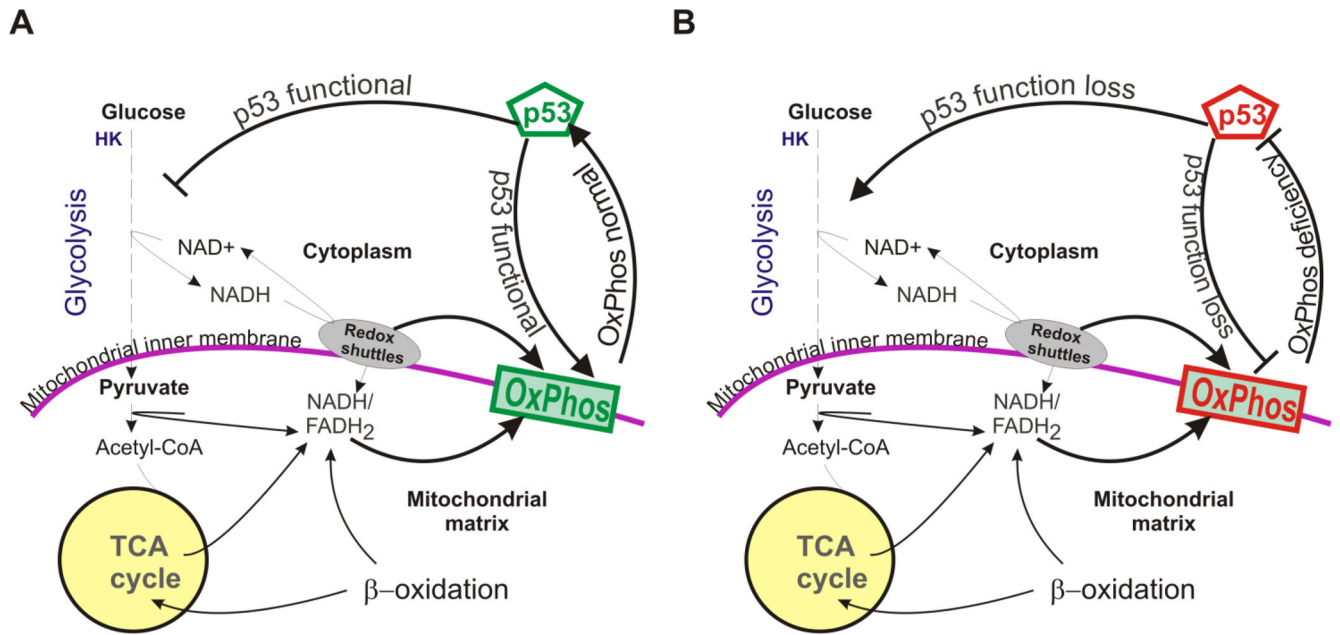 A
p53 functional
p53
Glucose
HK
Glycolysis
NAD+
NADH
Cytoplasm
p53 functional
OxPhos normal
Redox
shuttles
Mitochondrial inner membrane
Pyruvate
OxPhos
NADH/
FADH2
Acetyl-CoA
Mitochondrial
matrix
TCA
cycle
β–oxidation
B
p53 function loss
p53
Glucose
HK
Glycolysis
NAD+
NADH
Cytoplasm
p53 function loss
OxPhos deficiency
Redox
shuttles
Mitochondrial inner membrane
Pyruvate
OxPhos
NADH/
FADH2
Acetyl-CoA
Mitochondrial
matrix
TCA
cycle
β–oxidation